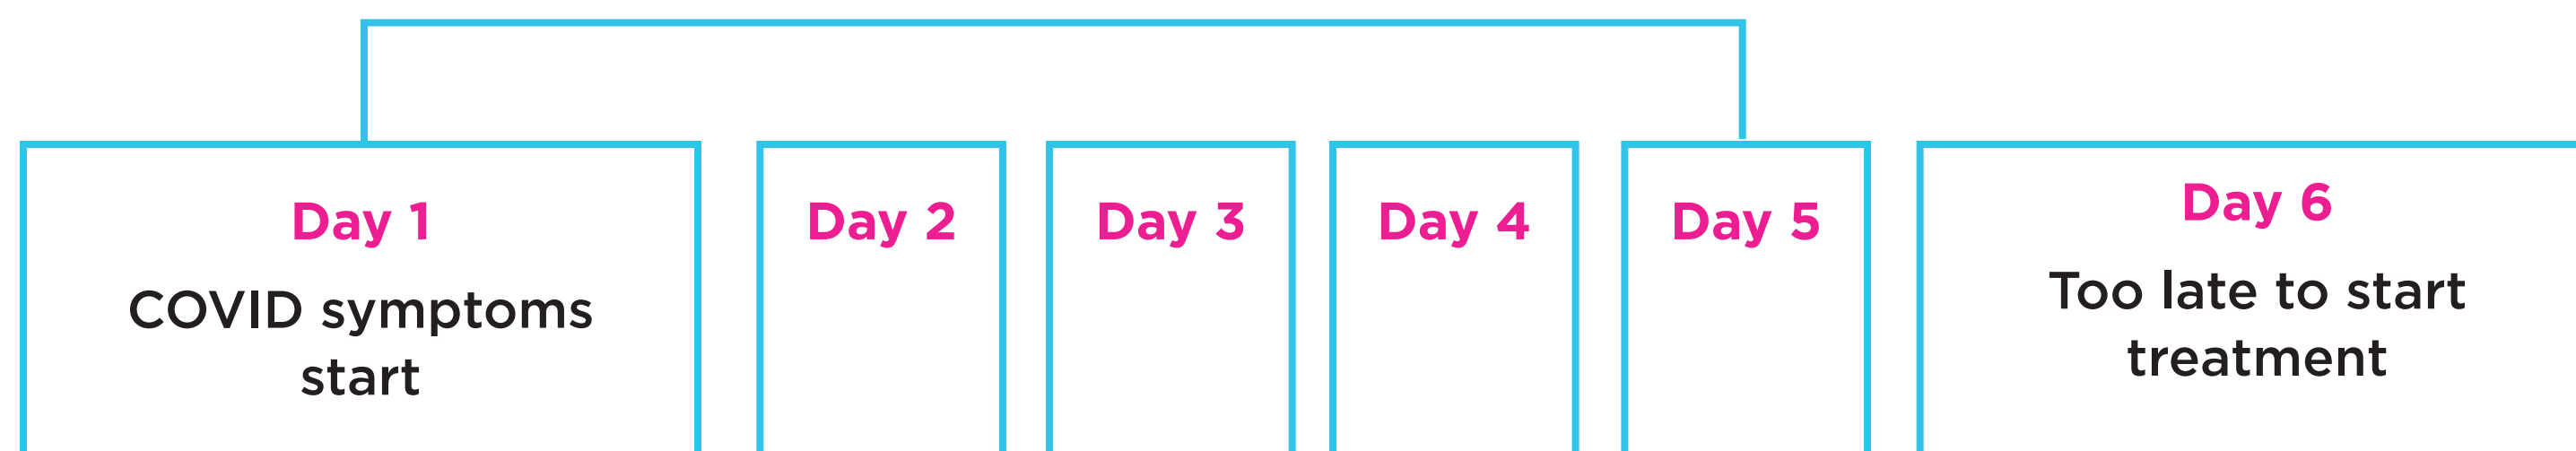 Day 1
COVID symptoms
start
Day 2
Day 3
Day 4
Day 5
Day 6
Too late to start
treatment